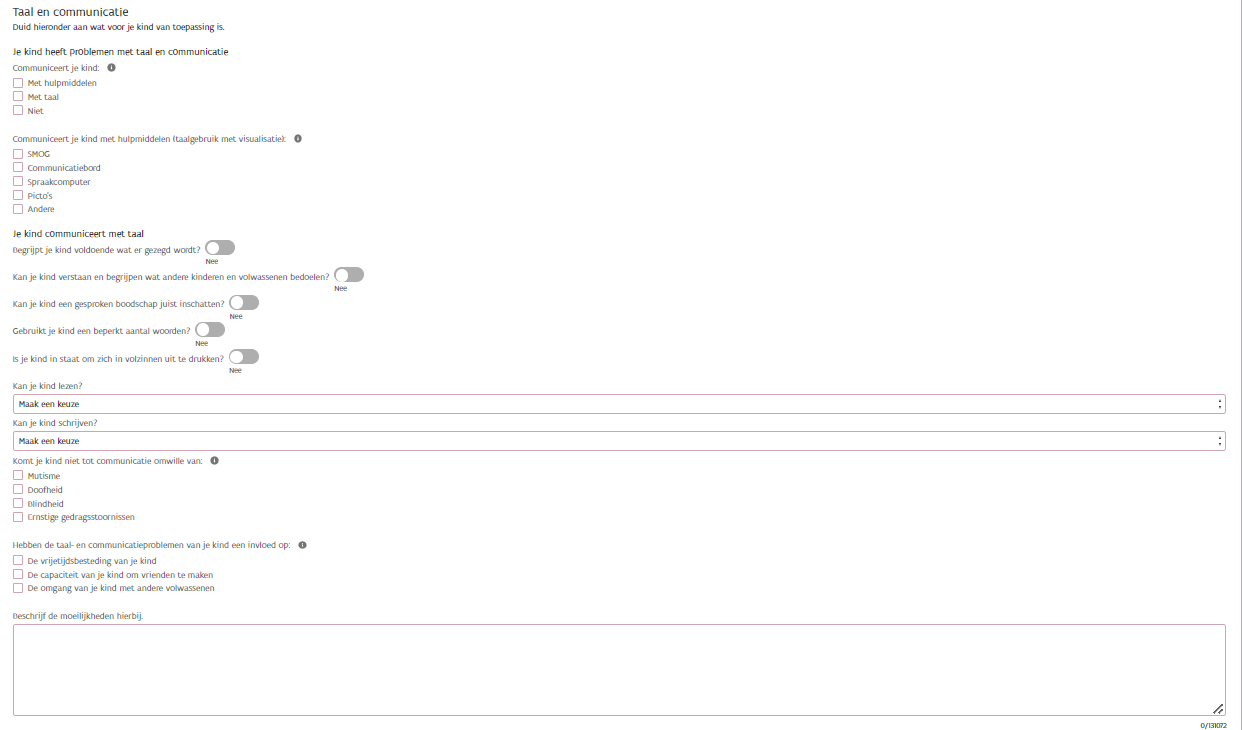 Taal en communicatie
Duid hieronder aan wat voor je kind van toepassing is.
Je kind heeft problemen met taal en communicatie
Communiceert je kind:
Met hulpmiddelen
Met taal
Niet
Communiceert je kind met hulpmiddelen (taalgebruik met visualisatie):
SMOG
Communicatiebord
Spraakcomputer
Picto's
Andere
Je kind communiceert met taal
Begrijpt je kind voldoende wat er gezegd wordt?
Nee
Kan je kind verstaan en begrijpen wat andere kinderen en volwassenen bedoelen?
Nee
Kan je kind een gesproken boodschap juist inschatten?
Nee
Gebruikt je kind een beperkt aantal woorden?
Nee
Is je kind in staat om zich in volzinnen uit te drukken?
Nee
Kan je kind lezen?
Maak een keuze
Kan je kind schrijven?
Maak een keuze
Komt je kind niet tot communicatie omwille van:
Mutisme
Doofheid
Blindheid
Ernstige gedragsstoornissen
Hebben de taal- en communicatieproblemen van je kind een invloed op:
De vrijetijdsbesteding van je kind
De capaciteit van je kind om vrienden te maken
De omgang van je kind met andere volwassenen
Beschrijf de moeilijkheden hierbij.
0/131072